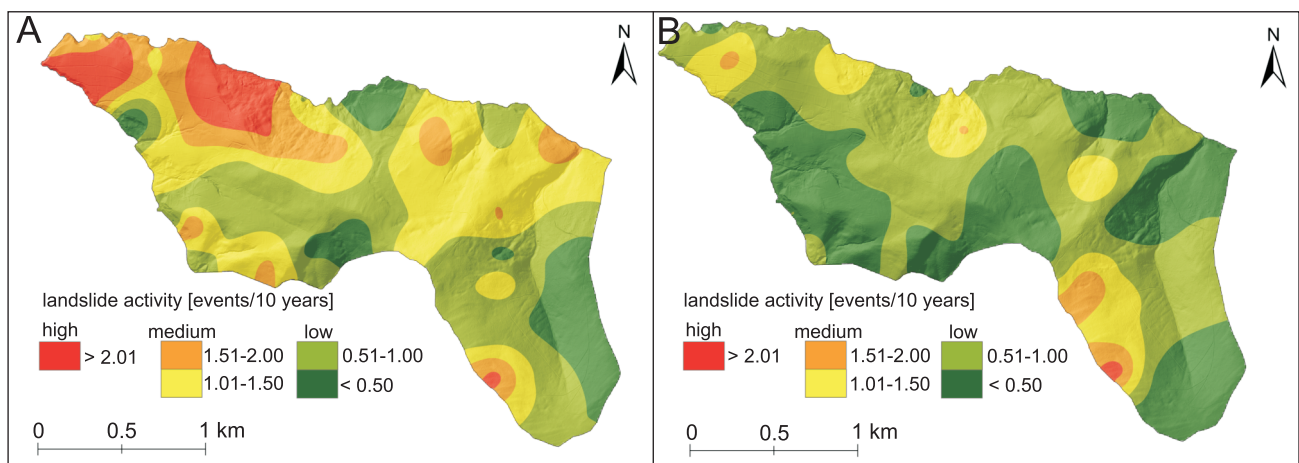 A
N
landslide activity [events/10 years]
high medium low
> 2.01 1.51-2.00 0.51-1.00
1.01-1.50 < 0.50
0 0.5 1 km
B
N
landslide activity [events/10 years]
high medium low
> 2.01 1.51-2.00 0.51-1.00
1.01-1.50 < 0.50
0 0.5 1 km